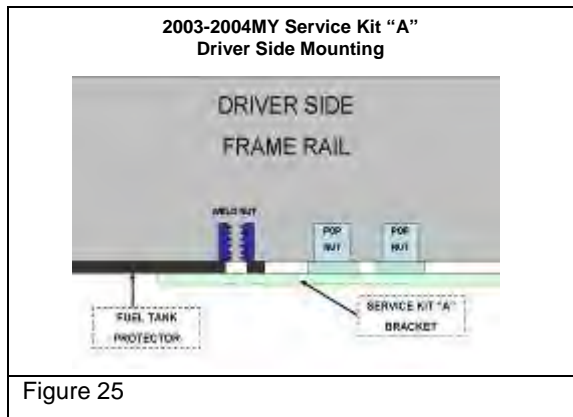 2003-2004MY Service Kit “A”
Driver Side Mounting
DRIVER SIDE
FRAME RAIL
WELD NUT
POP
NUT
POP
NUT
FUEL TANK
PROTECTOR
SERVICE KIT "A"
BRACKET
Figure 25